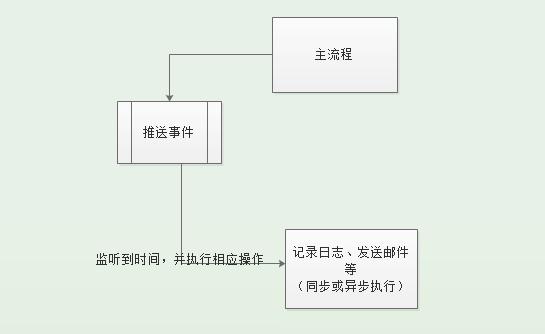 主流程
推送事件
监听到时间，并执行相应操作
记录日志、发送邮件
等
（同步或异步执行）